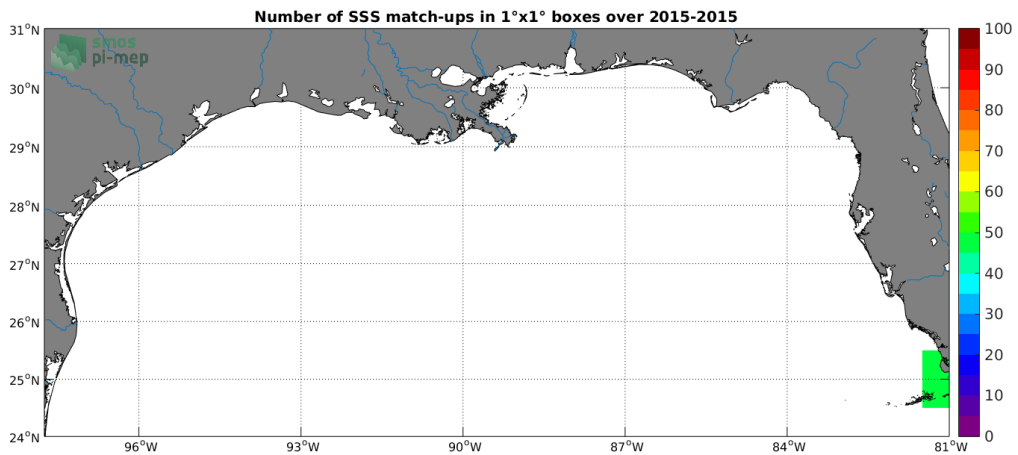 Number of SSS match-ups in 1°x1° boxes over 2015-2015
smos
pi-mep
31°N
30°N
29°N
28°N
27°N
26°N
25°N
24°N
96°W
93°W
90°W
87°W
84°W
81°W
100
90
80
70
60
50
40
30
20
10
0